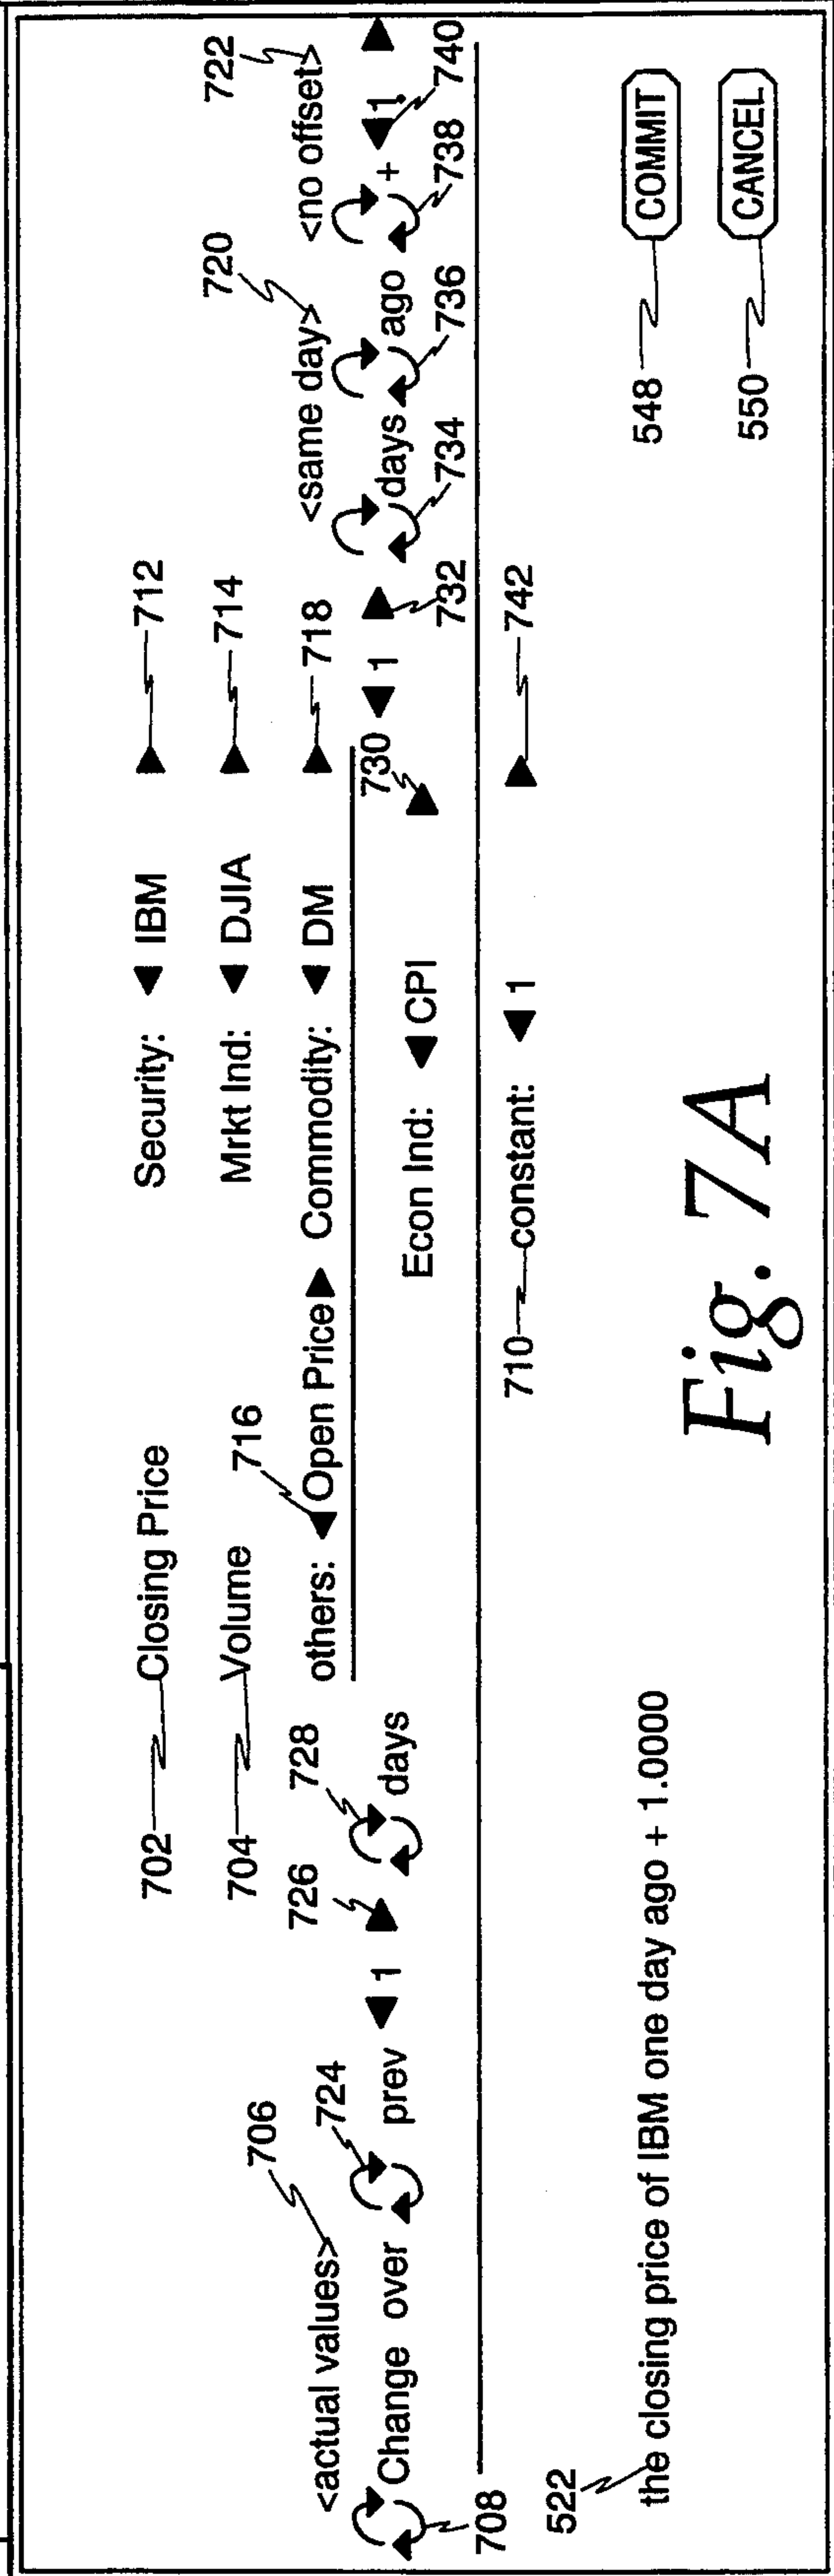 702 Closing Price Security: ◀ IBM ▶ 712
722
720
704 Volume 716 Mrkt Ind: ◀ DJIA ▶ 714
706 724 726 728
<actual values> others: ◀ Open Price ▶ Commodity: ◀ DM ▶ 718 <same day> <no offset>
730
Change over prev ◀ 1 ▶ days ◀ 1 ▶ days ago + ◀ 1. ▶
Econ Ind: ◀ CPI ▶
732 734 736 738 740
708
710 constant: ◀ 1 ▶ 742
522
the closing price of IBM one day ago + 1.0000
548 COMMIT
550 CANCEL
Fig. 7A